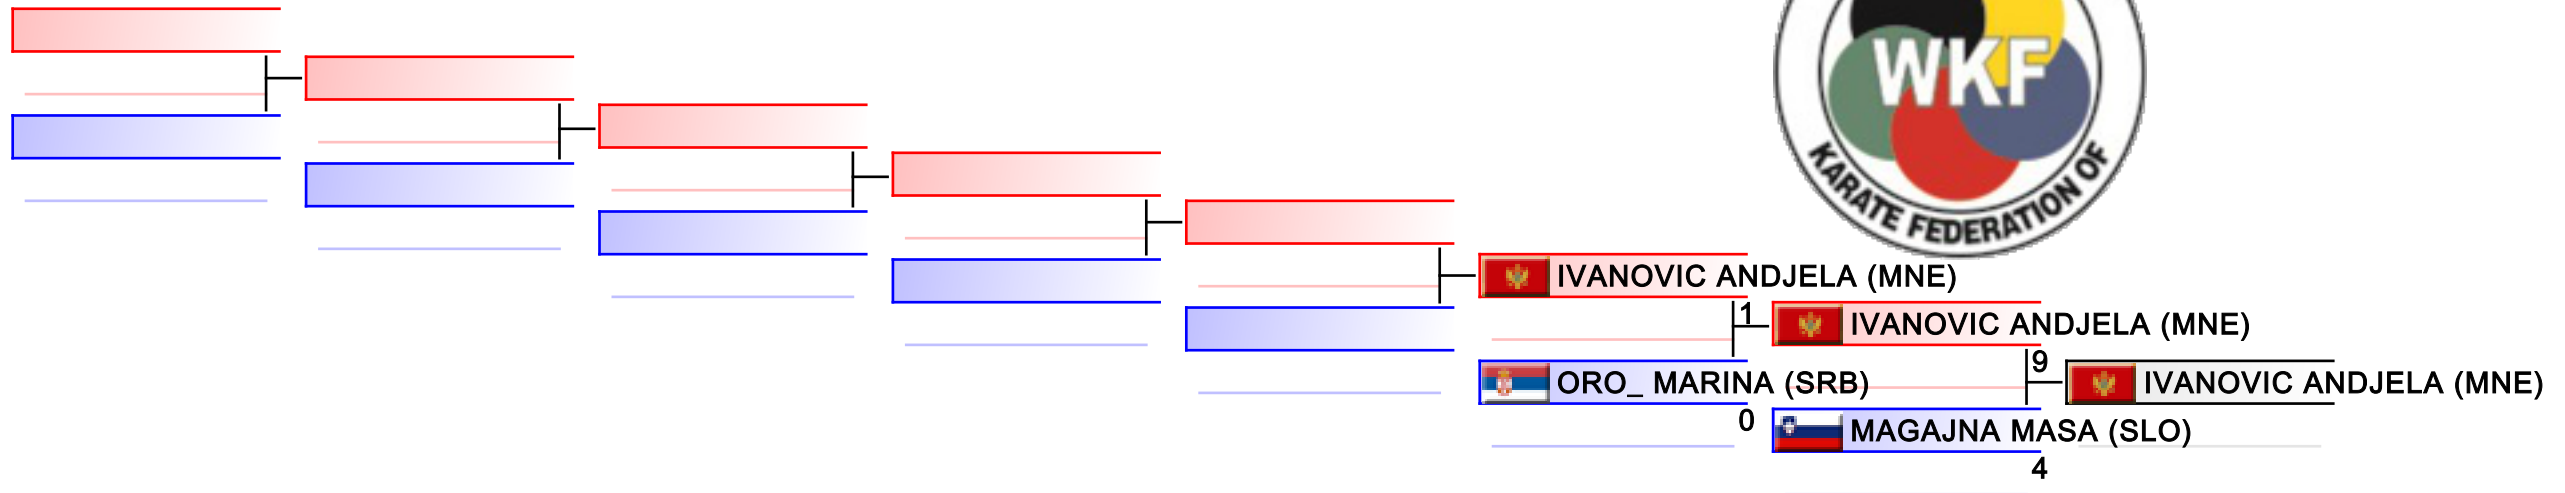 WKF
KARATE FEDERATION OF
IVANOVIC ANDJELA (MNE)
1
IVANOVIC ANDJELA (MNE)
9
ORO_ MARINA (SRB)
IVANOVIC ANDJELA (MNE)
0
MAGAJNA MASA (SLO)
4